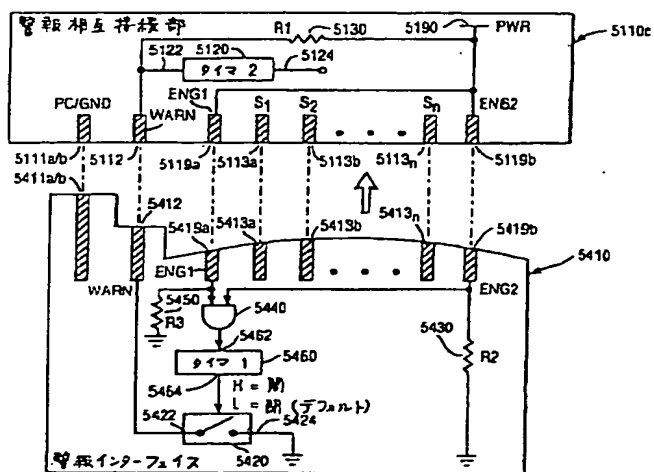 警報相互接続部
R1
5130
5190
PWR
5110c
5122
5120
タイマ 2
5124
PC/GND
WARN
ENG1
S1
S2
Sn
ENG2
5111a/b
5112
5119a
5113a
5113b
5113n
5119b
5411a/b
5412
5419a
5413a
5413b
5413n
5419b
5410
WARN
ENG1
ENG2
5450
R3
5440
5430
R2
5462
タイマ 1
5460
5464
H = 開
L = 閉 (デフォルト)
5422
5424
5420
警報インターフェイス